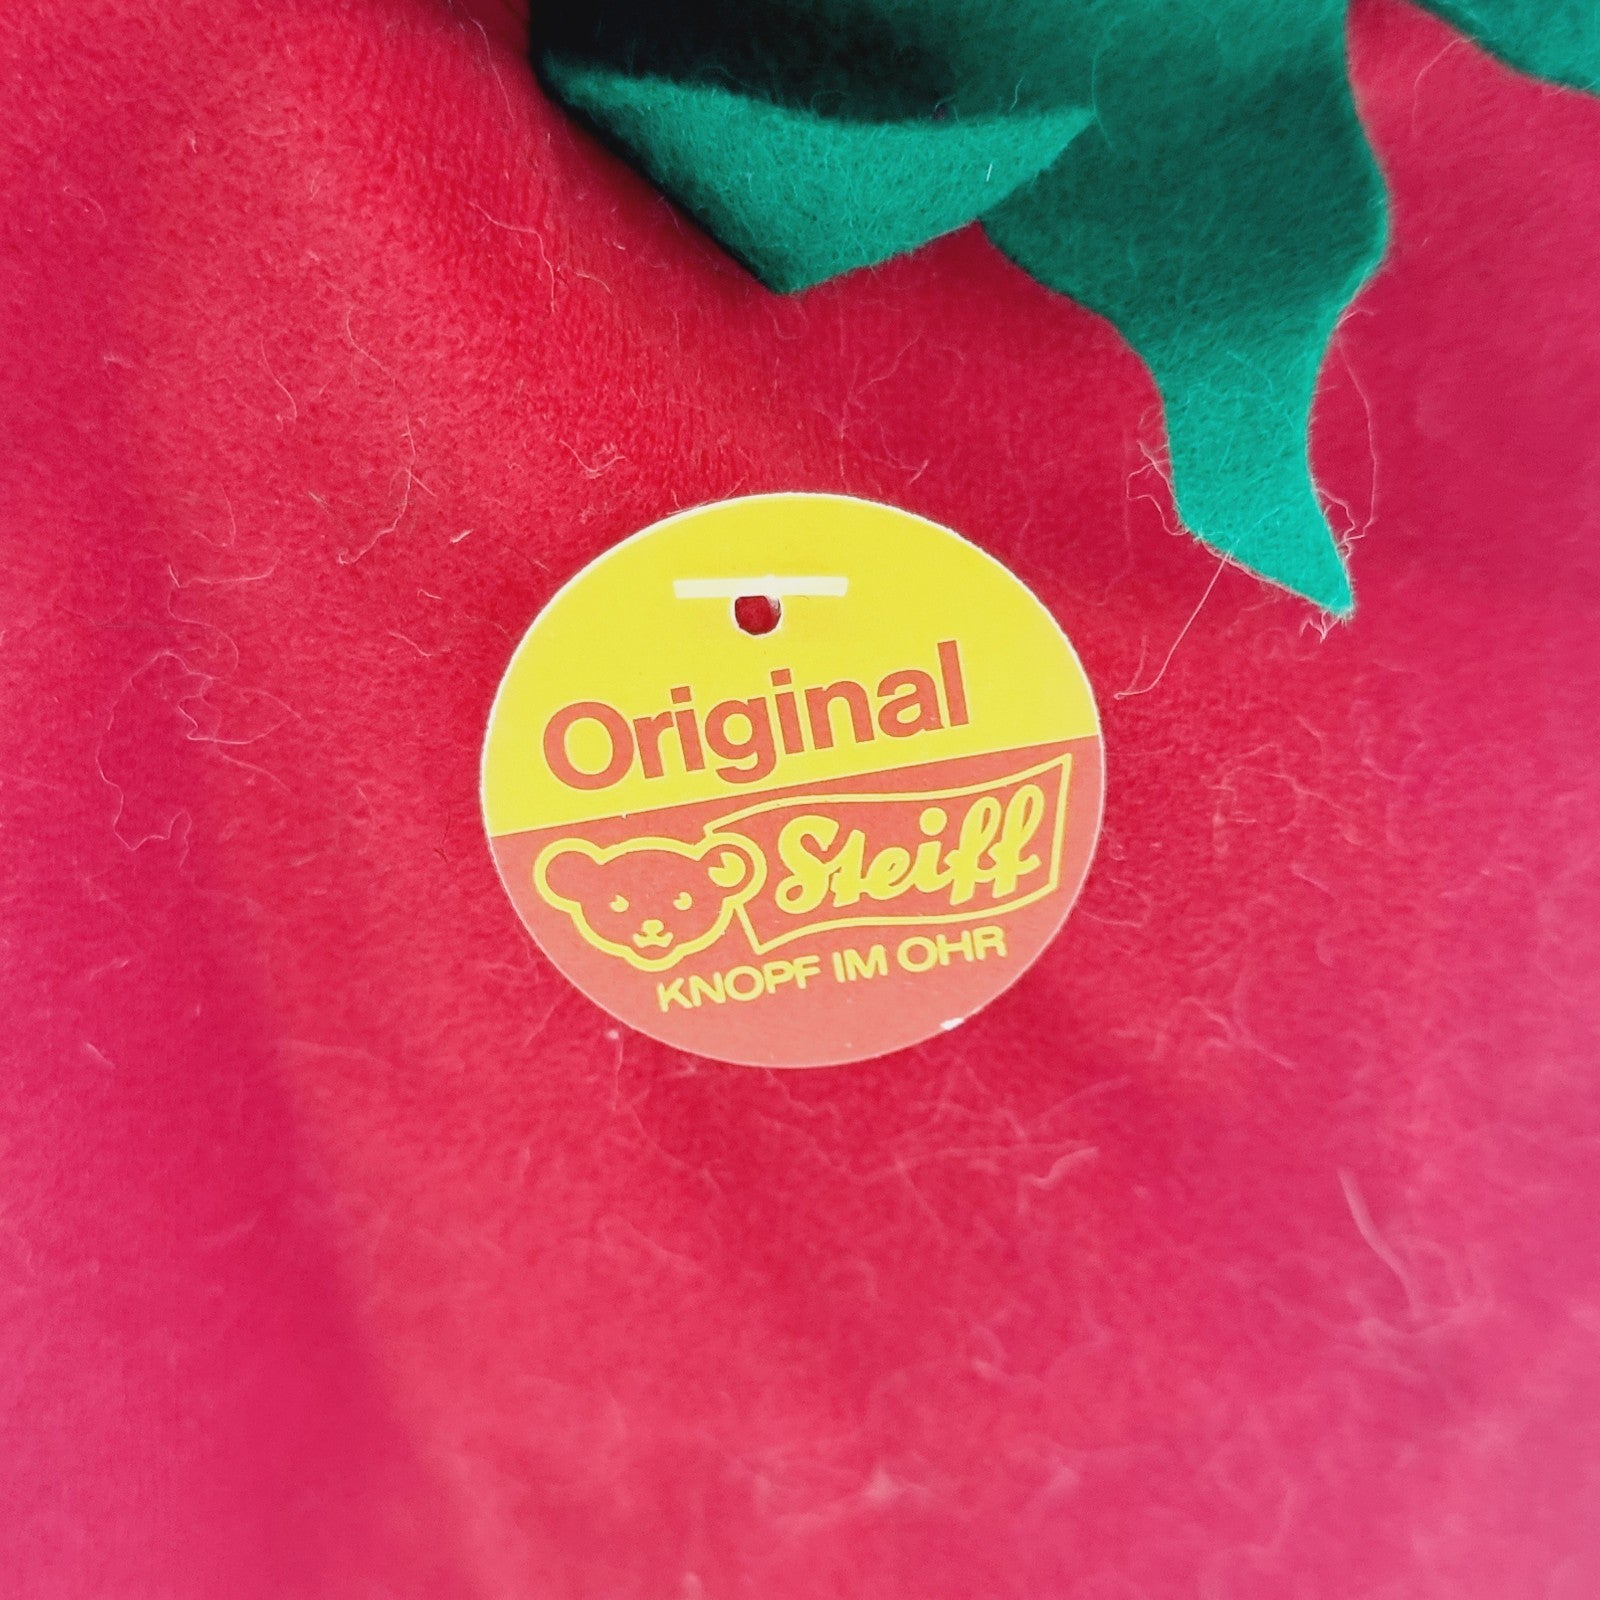 Original
Steiff
KNOPF IM OHR